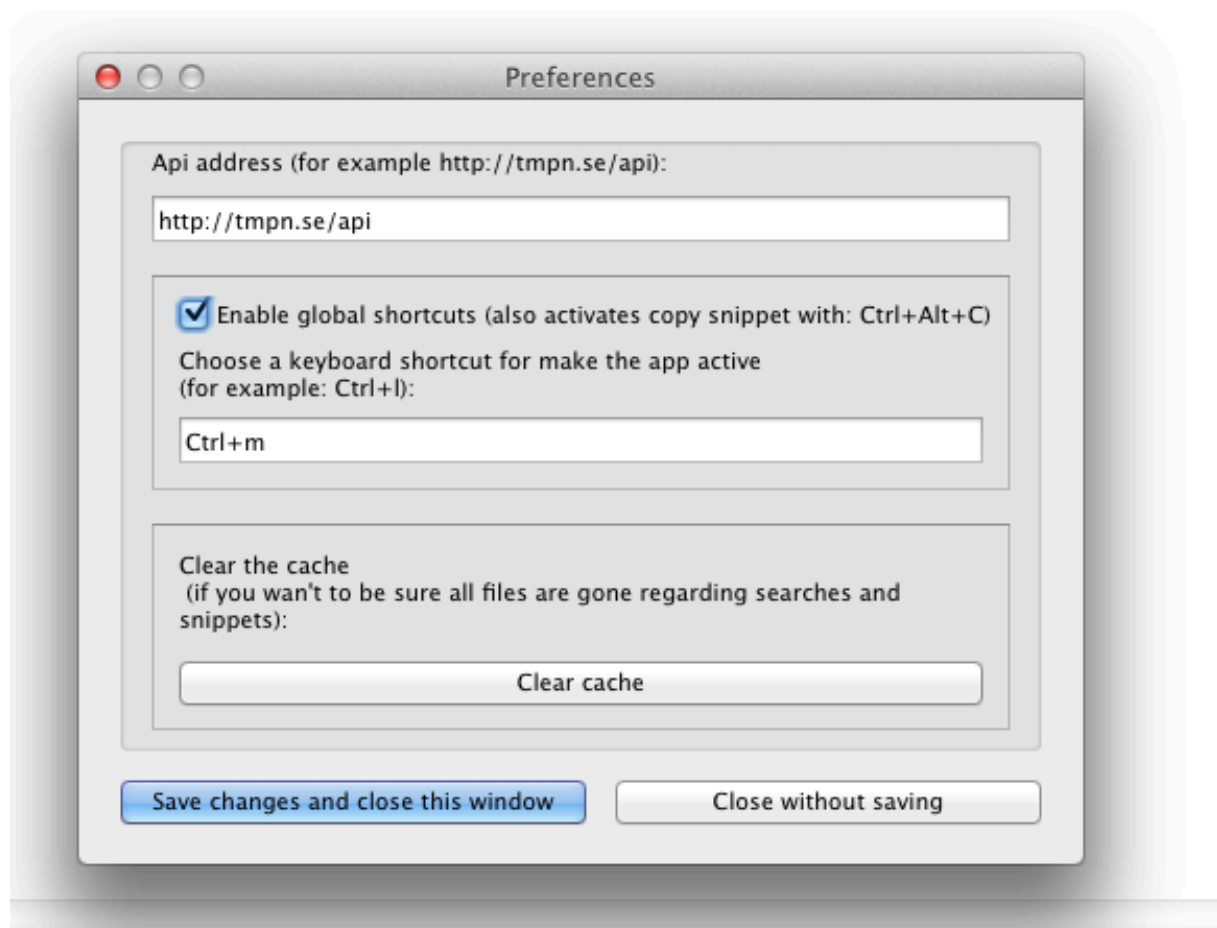 Preferences
Api address (for example http://tmpn.se/api):
http://tmpn.se/api
Enable global shortcuts (also activates copy snippet with: Ctrl+Alt+C)
Choose a keyboard shortcut for make the app active
(for example: Ctrl+l):
Ctrl+m
Clear the cache
(if you wan't to be sure all files are gone regarding searches and
snippets):
Clear cache
Save changes and close this window
Close without saving